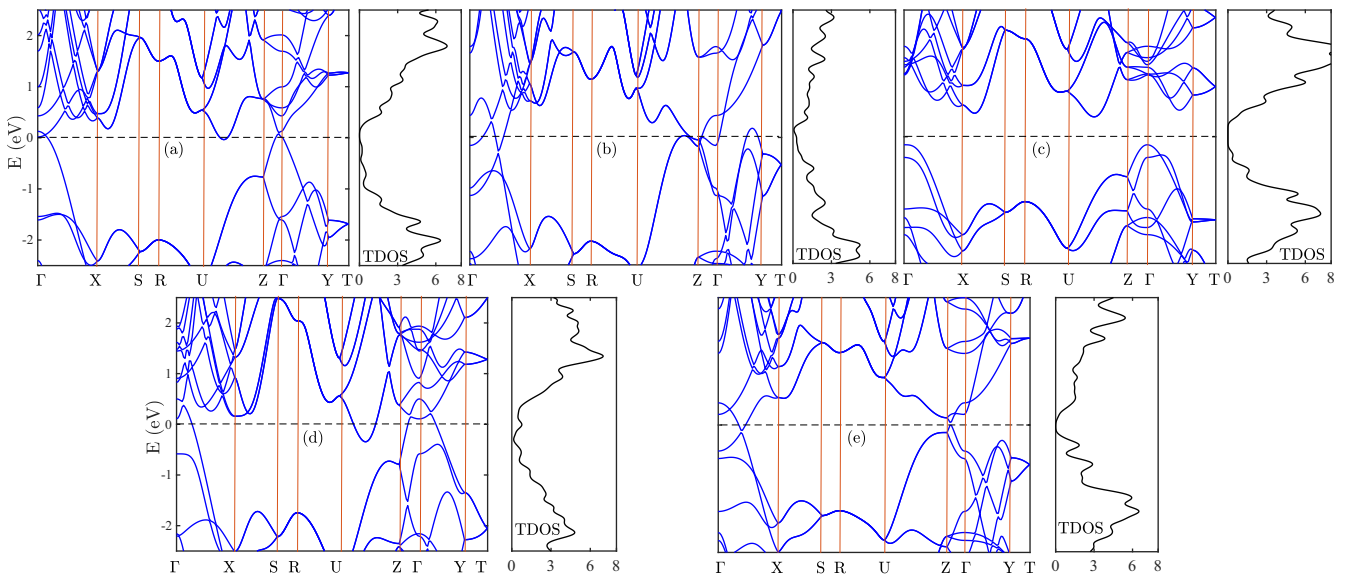 2
1
0
-1
-2
E (eV)
(a)
Γ X S R U Z Γ Y T
TDOS
0 3 6 8
(b)
Γ X S R U Z Γ Y T
TDOS
0 3 6 8
(c)
Γ X S R U Z Γ Y T
TDOS
0 3 6 8
2
1
0
-1
-2
E (eV)
(d)
Γ X S R U Z Γ Y T
TDOS
0 3 6 8
(e)
Γ X S R U Z Γ Y T
TDOS
0 3 6 8